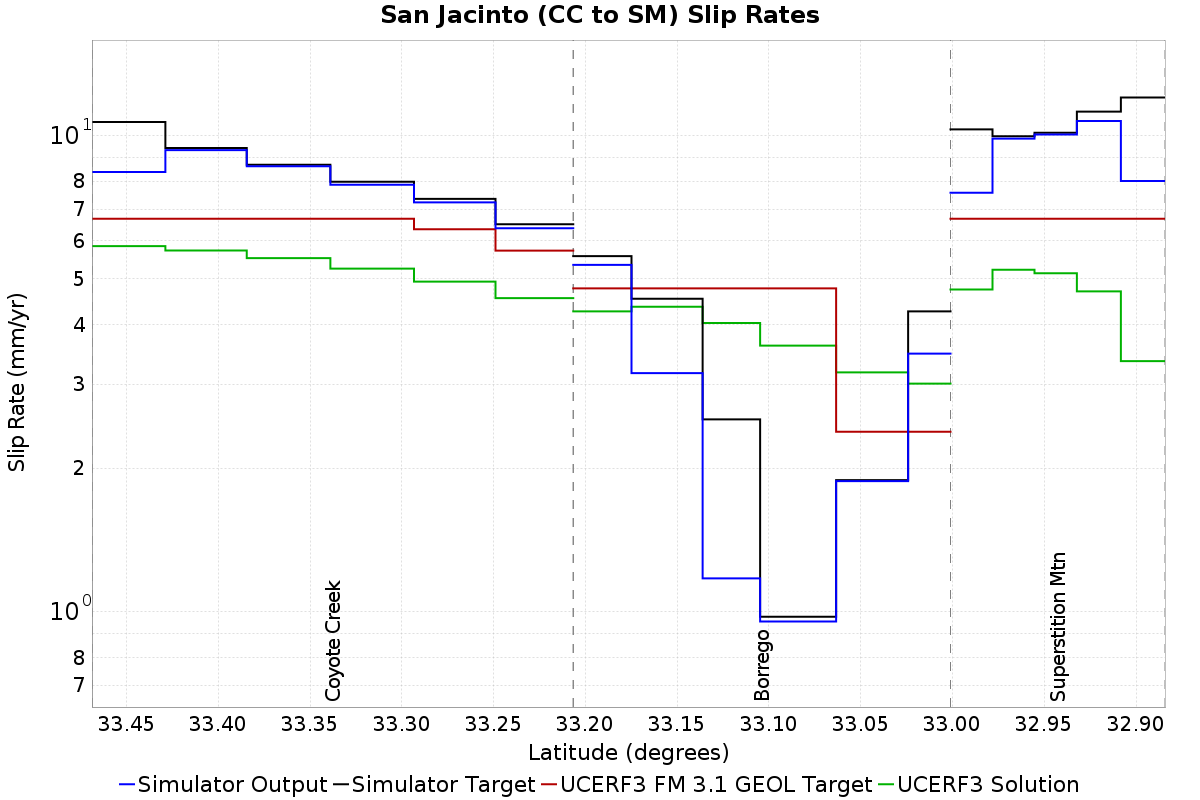 San Jacinto (CC to SM) Slip Rates
Slip Rate (mm/yr)
10^1
8
7
6
5
4
3
2
10^0
8
7
Coyote Creek
Borrego
Superstition Mtn
33.45 33.40 33.35 33.30 33.25 33.20 33.15 33.10 33.05 33.00 32.95 32.90
Latitude (degrees)
Simulator Output Simulator Target UCERF3 FM 3.1 GEOL Target UCERF3 Solution